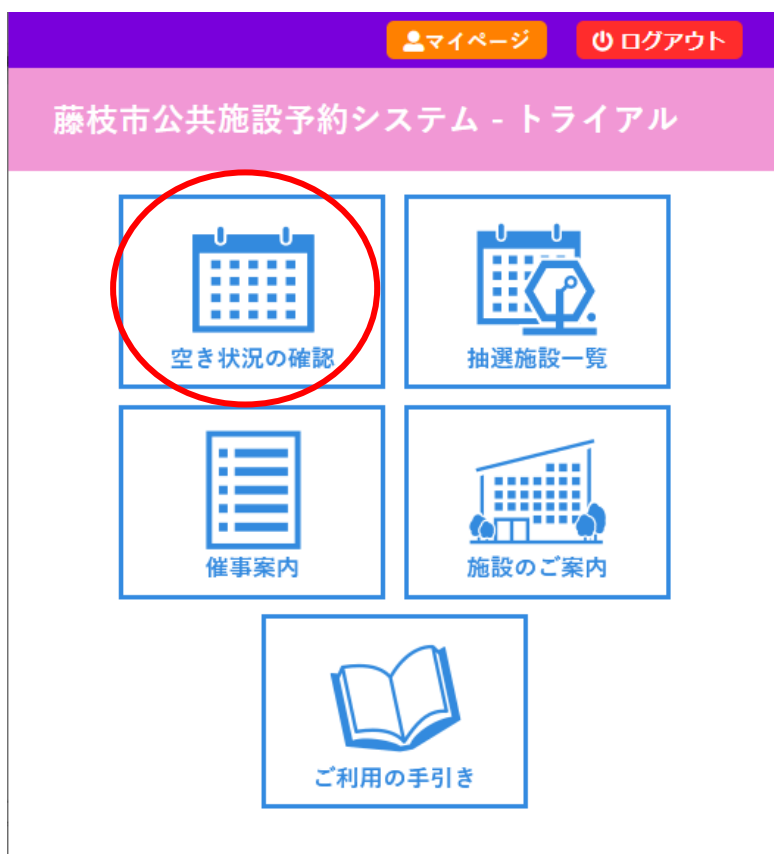 マイページ
ログアウト
藤枝市公共施設予約システム - トライアル
空き状況の確認
抽選施設一覧
催事案内
施設のご案内
ご利用の手引き